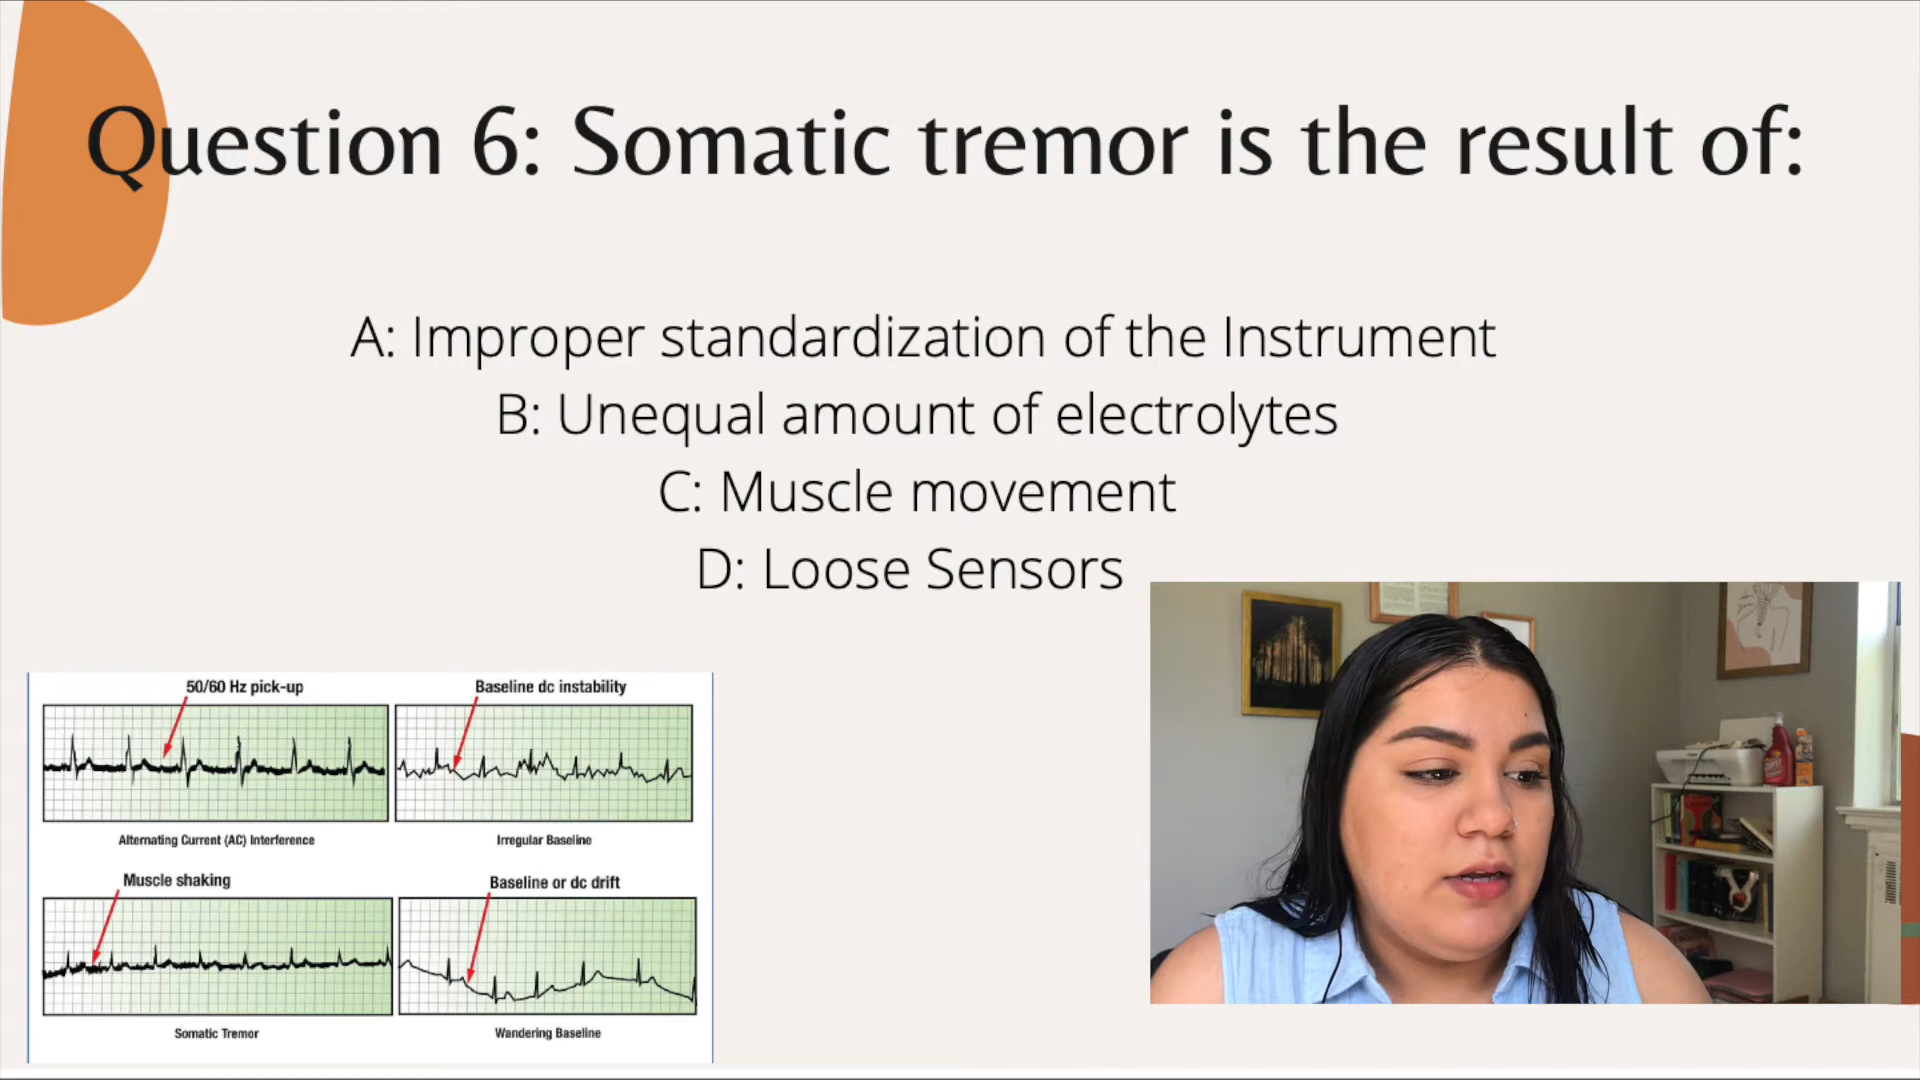 Question 6: Somatic tremor is the result of:
A: Improper standardization of the Instrument
B: Unequal amount of electrolytes
C: Muscle movement
D: Loose Sensors
50/60 Hz pick-up
Baseline dc instability
Alternating Current (AC) Interference
Irregular Baseline
Muscle shaking
Baseline or dc drift
Somatic Tremor
Wandering Baseline